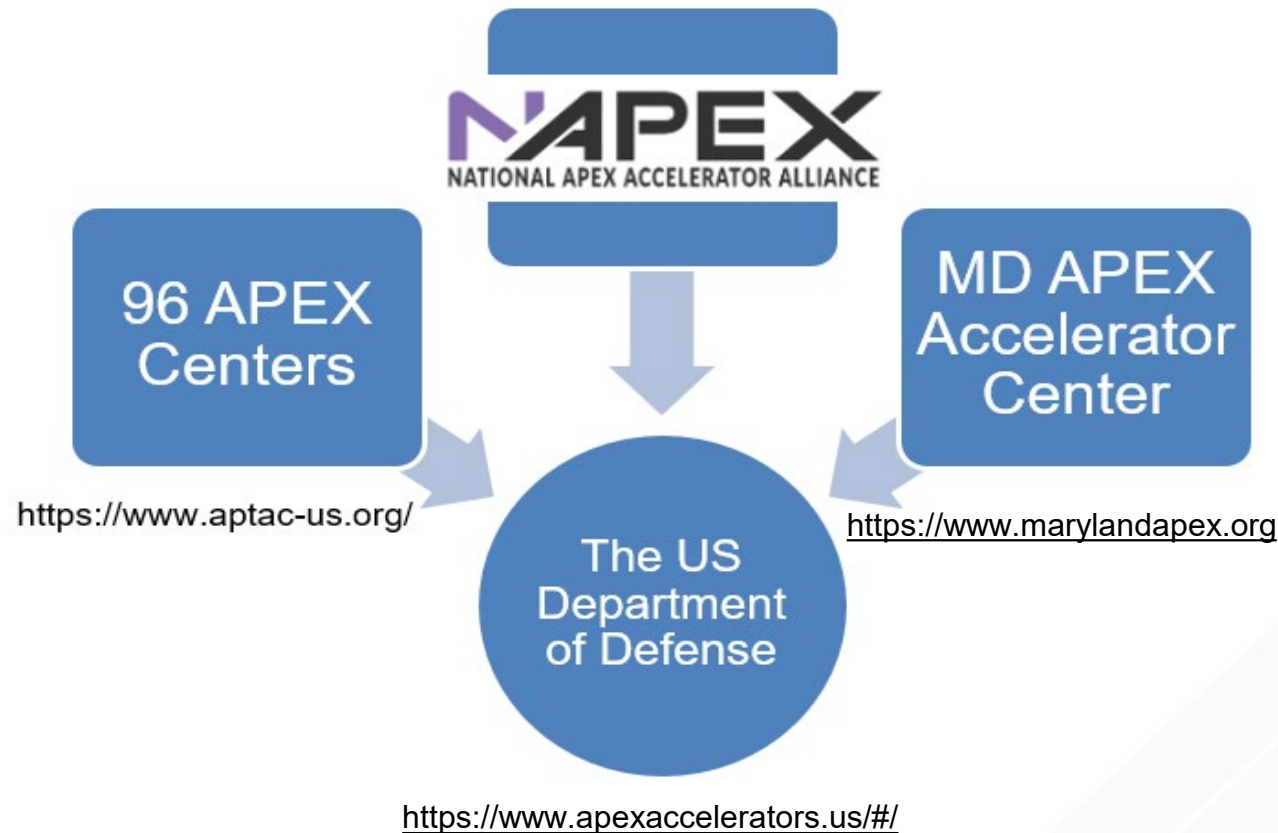 NAPEX
NATIONAL APEX ACCELERATOR ALLIANCE
96 APEX
Centers
https://www.aptac-us.org/
MD APEX
Accelerator
Center
https://www.marylandapex.org
The US
Department
of Defense
https://www.apexaccelerators.us/#/